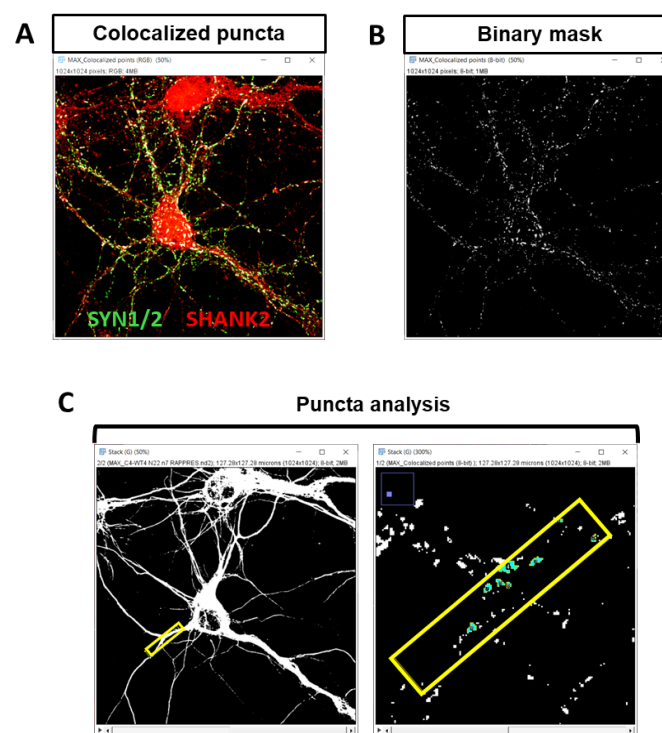 A
Colocalized puncta
MAX_Colocalized points (RGB) (50%)
1024x1024 pixels; RGB; 4MB
SYN1/2 SHANK2
B
Binary mask
MAX_Colocalized points (8-bit) (50%)
1024x1024 pixels; 8-bit; 1MB
C
Puncta analysis
Stack (G) (50%)
2/2 (MAX_C4-WT4 N22 n7 RAPPRES.nd2); 127.28x127.28 microns (1024x1024); 8-bit; 2MB
Stack (G) (300%)
1/2 (MAX_Colocalized points (8-bit) ); 127.28x127.28 microns (1024x1024); 8-bit; 2MB